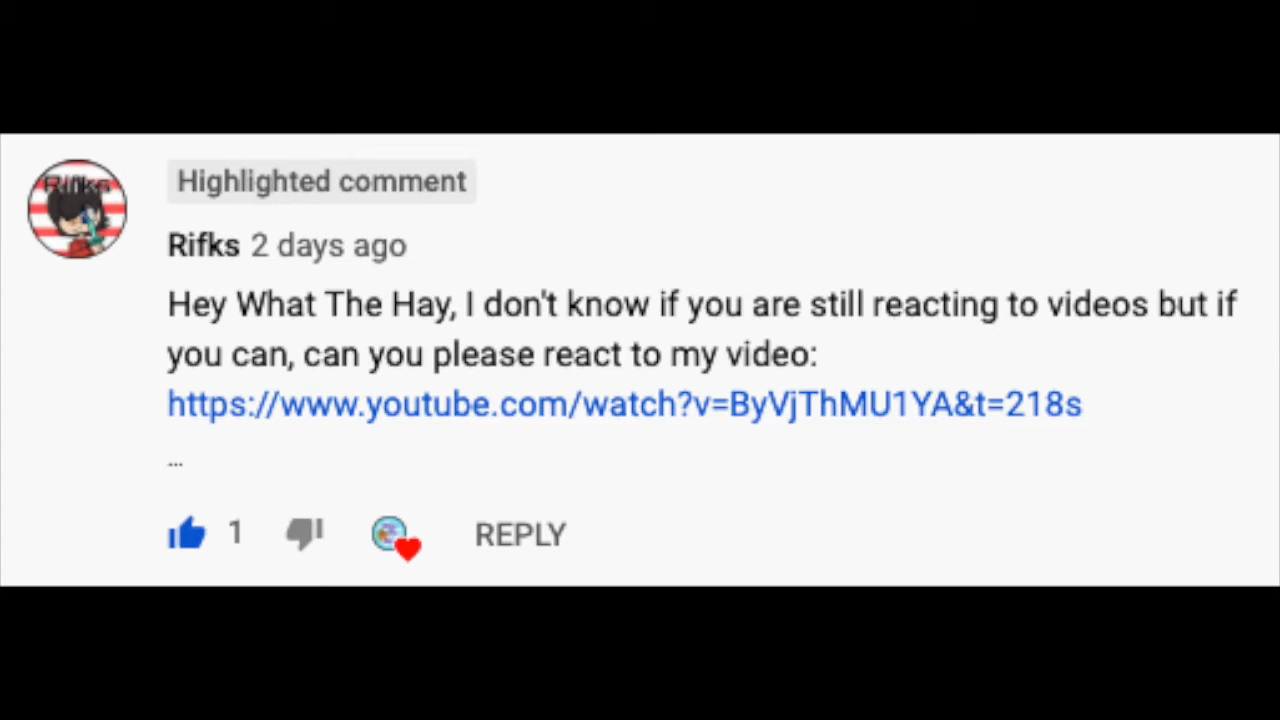 Rifks
Highlighted comment
Rifks 2 days ago
Hey What The Hay, I don't know if you are still reacting to videos but if
you can, can you please react to my video:
https://www.youtube.com/watch?v=ByVjThMU1YA&t=218s
...
1
REPLY